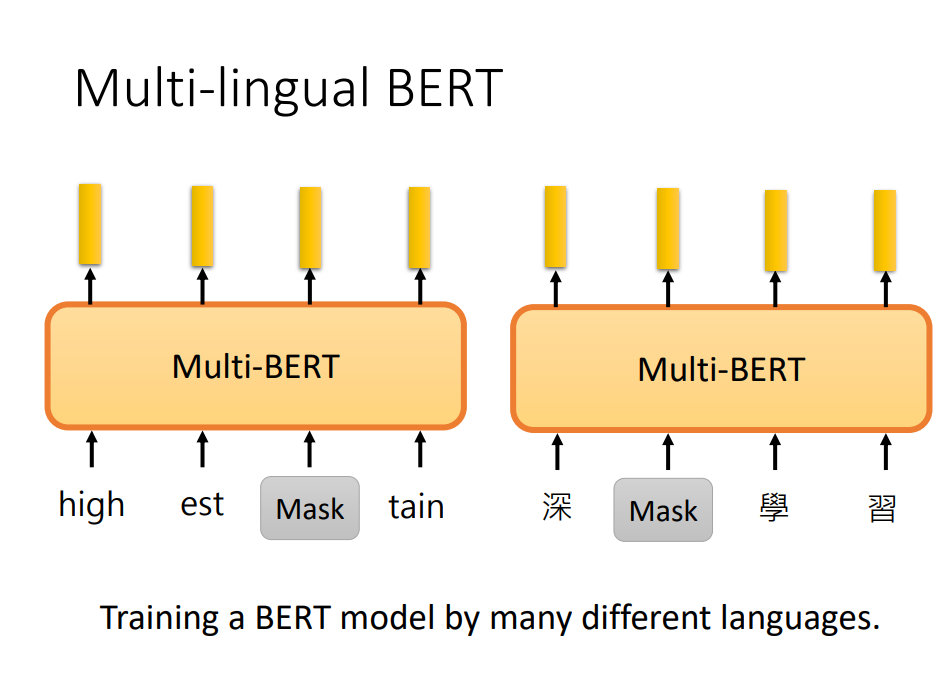 Multi-lingual BERT
Multi-BERT
Multi-BERT
high est Mask tain
深 Mask 學 習
Training a BERT model by many different languages.